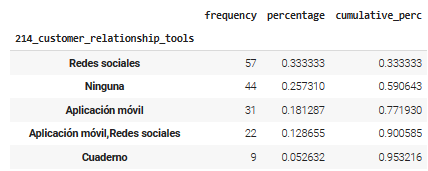 frequency percentage cumulative_perc
214_customer_relationship_tools
Redes sociales 57 0.333333 0.333333
Ninguna 44 0.257310 0.590643
Aplicación móvil 31 0.181287 0.771930
Aplicación móvil,Redes sociales 22 0.128655 0.900585
Cuaderno 9 0.052632 0.953216